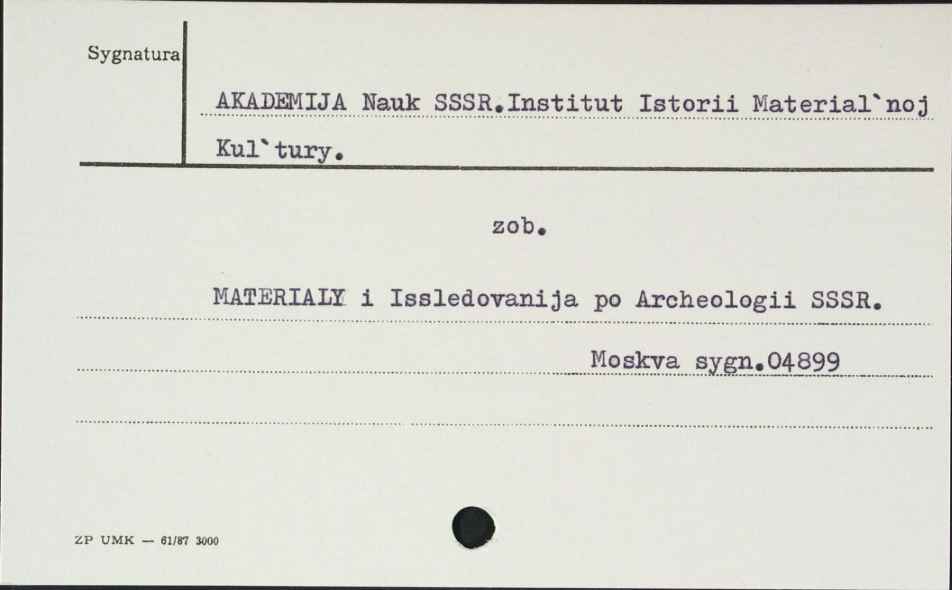 Sygnatura
AKADEMIJA Nauk SSSR.Institut Istorii Material`noj
Kul`tury.
zob.
MATERIALY i Issledovanija po Archeologii SSSR.
Moskva sygn.04899
ZP UMK — 61/87 3000